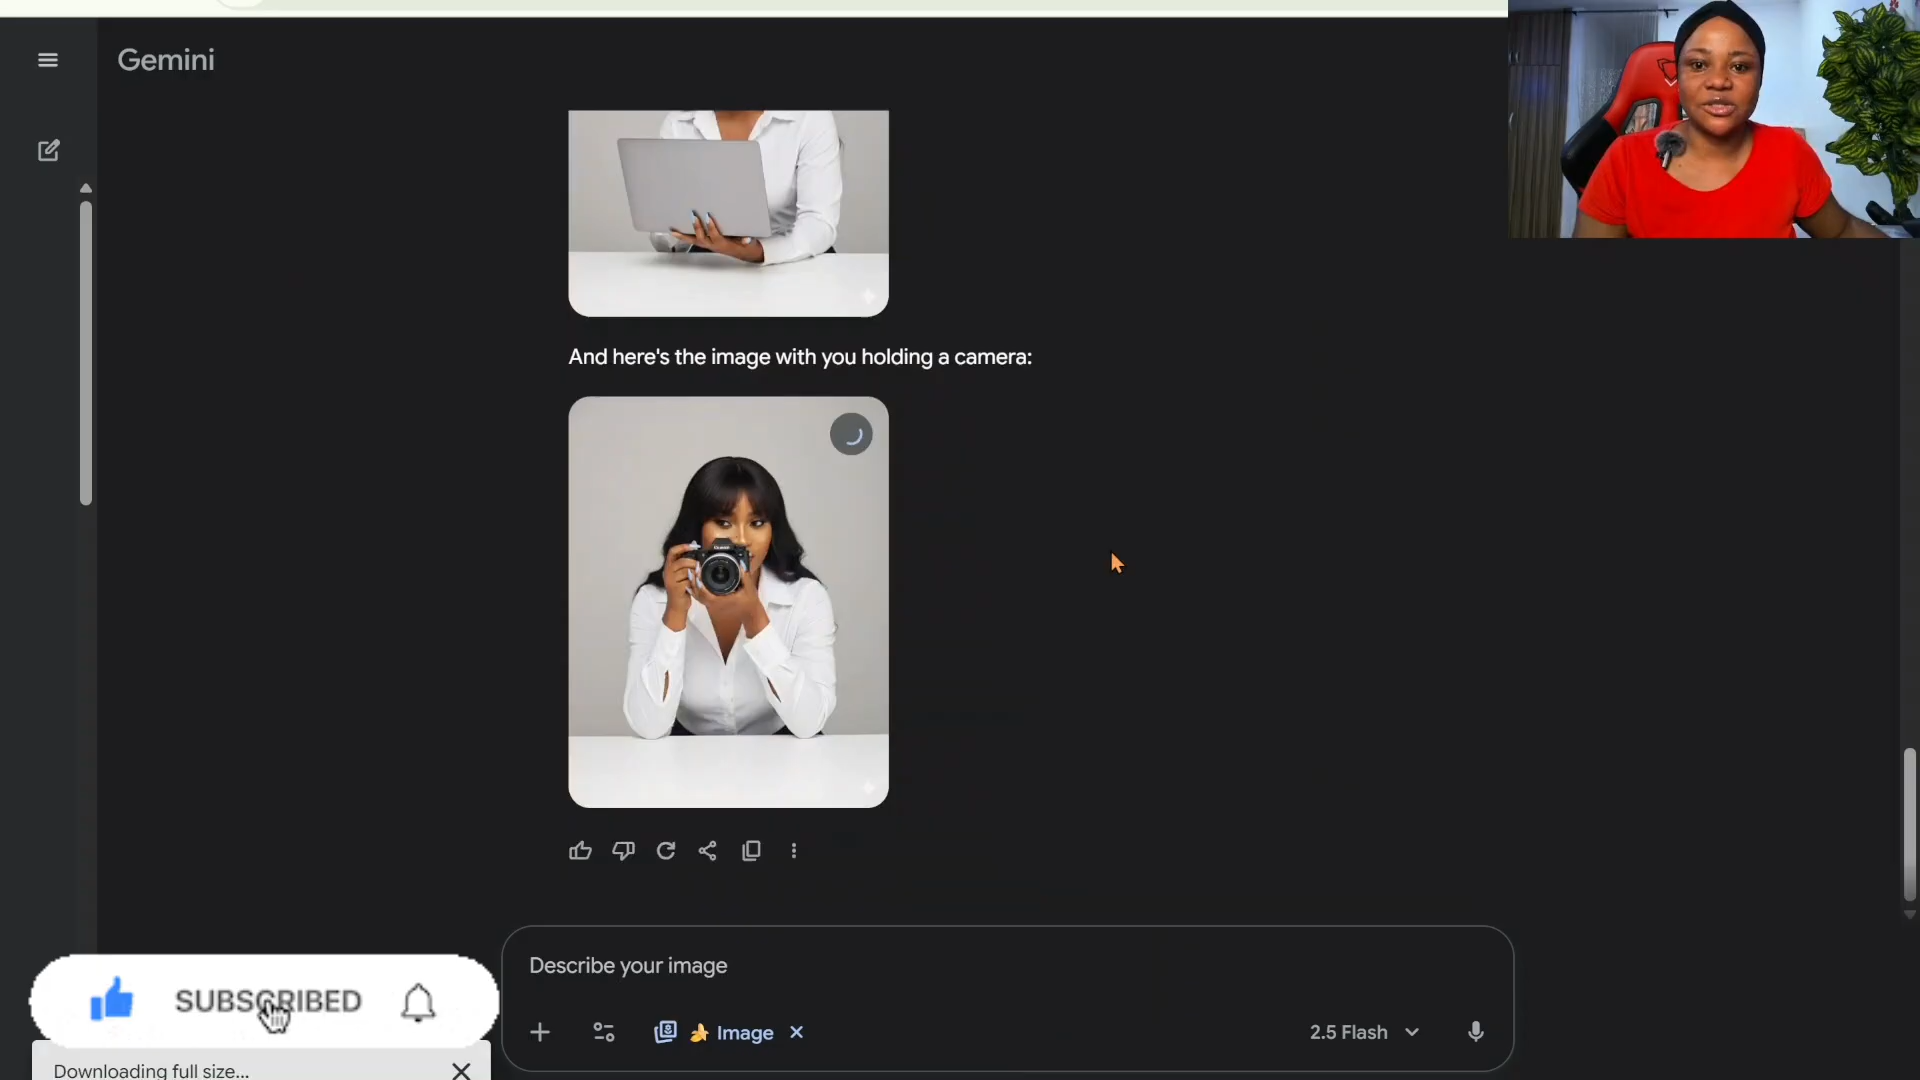 Gemini
And here's the image with you holding a camera:
Describe your image
Image
2.5 Flash
SUBSCRIBED
Downloading full size...